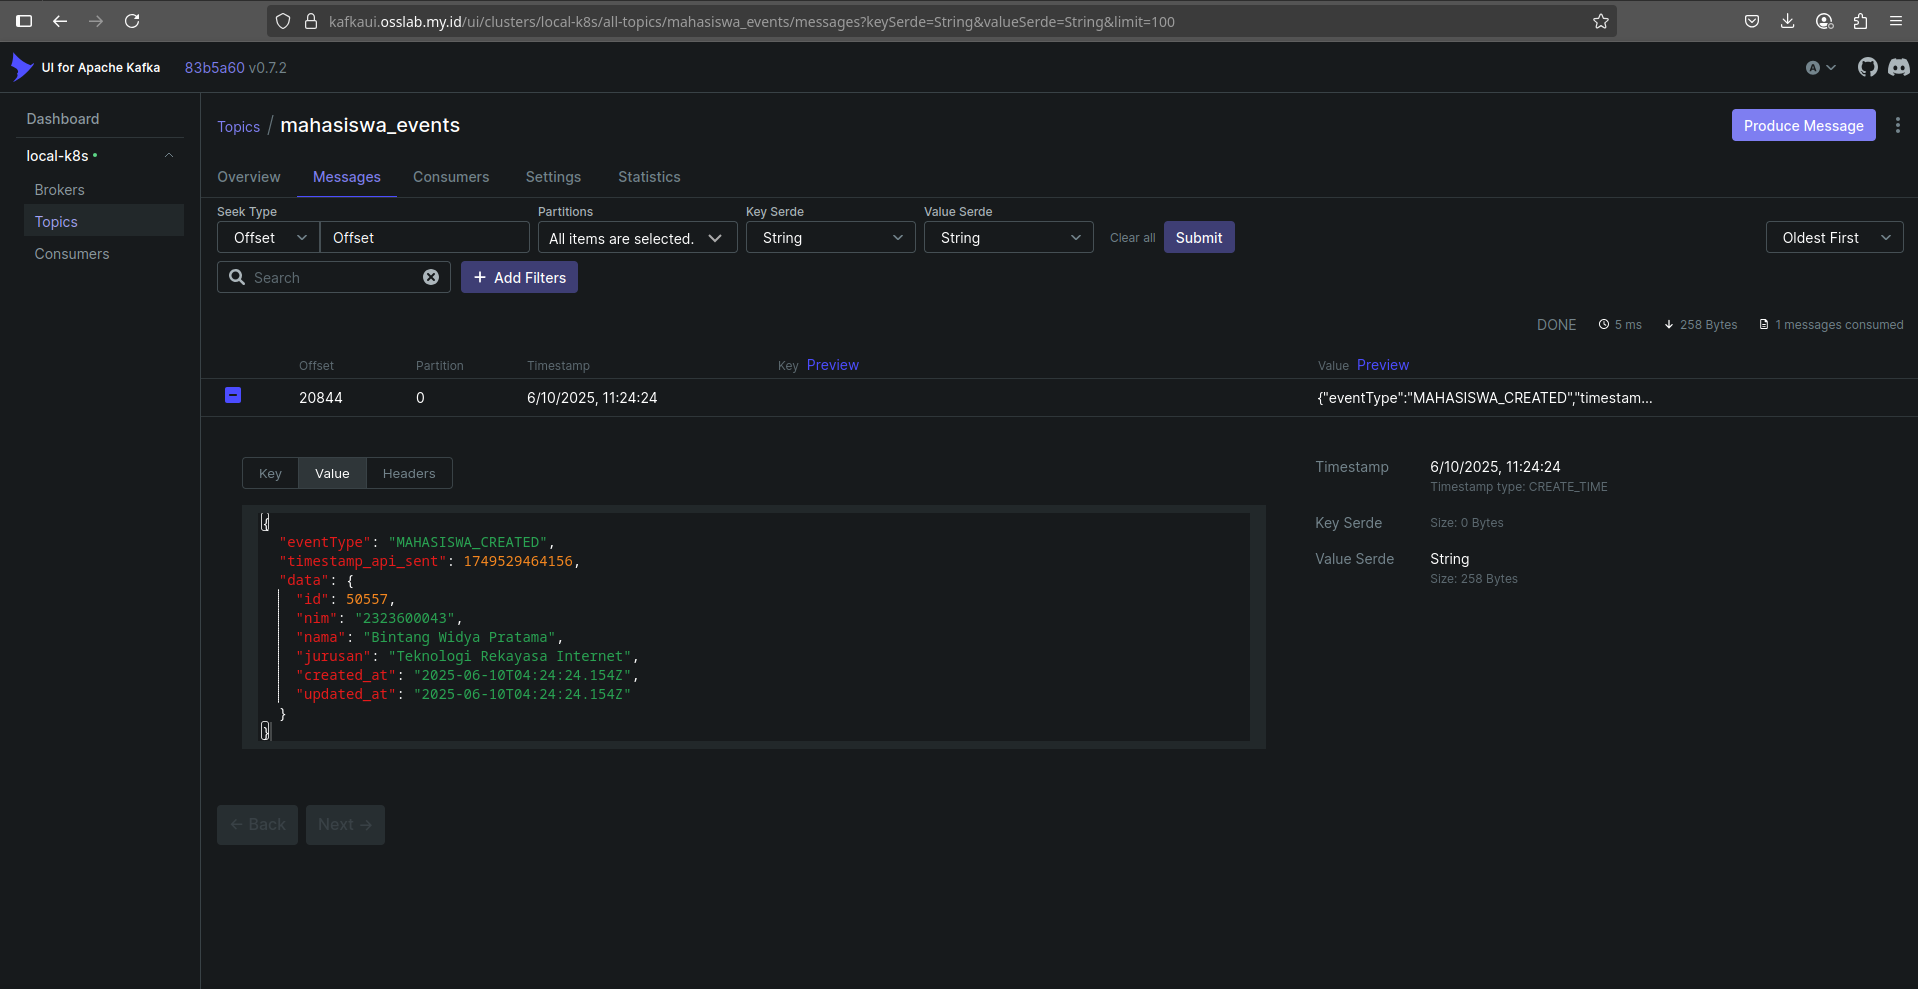 kafkaui.osslab.my.id/ui/clusters/local-k8s/all-topics/mahasiswa_events/messages?keySerde=String&valueSerde=String&limit=100
UI for Apache Kafka 83b5a60 v0.7.2
A
Dashboard
local-k8s
Brokers
Topics
Consumers
Topics / mahasiswa_events
Produce Message
Overview Messages Consumers Settings Statistics
Seek Type Partitions Key Serde Value Serde
Offset Offset All items are selected. String String Clear all Submit Oldest First
Search + Add Filters
DONE 5 ms 258 Bytes 1 messages consumed
Offset Partition Timestamp Key Preview Value Preview
20844 0 6/10/2025, 11:24:24 {"eventType":"MAHASISWA_CREATED","timestam...
Key Value Headers
{
"eventType": "MAHASISWA_CREATED",
"timestamp_api_sent": 1749529464156,
"data": {
"id": 50557,
"nim": "2323600043",
"nama": "Bintang Widya Pratama",
"jurusan": "Teknologi Rekayasa Internet",
"created_at": "2025-06-10T04:24:24.154Z",
"updated_at": "2025-06-10T04:24:24.154Z"
}
}
Timestamp 6/10/2025, 11:24:24
Timestamp type: CREATE_TIME
Key Serde Size: 0 Bytes
Value Serde String
Size: 258 Bytes
← Back Next →